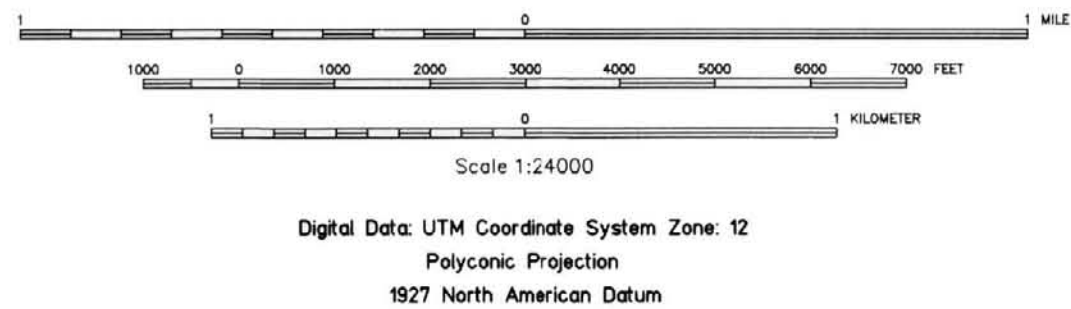 1 0 1 MILE
1000 0 1000 2000 3000 4000 5000 6000 7000 FEET
1 0 1 KILOMETER
Scale 1:24000
Digital Data: UTM Coordinate System Zone: 12
Polyconic Projection
1927 North American Datum